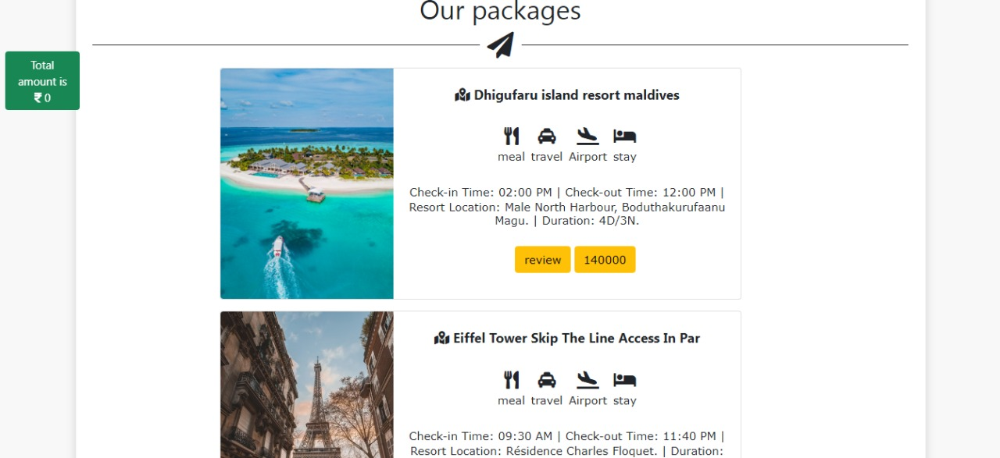 Our packages
Total
amount is
₹ 0
Dhigufaru island resort maldives
meal travel Airport stay
Check-in Time: 02:00 PM | Check-out Time: 12:00 PM |
Resort Location: Male North Harbour, Boduthakurufaanu
Magu. | Duration: 4D/3N.
review 140000
Eiffel Tower Skip The Line Access In Par
meal travel Airport stay
Check-in Time: 09:30 AM | Check-out Time: 11:40 PM |
Resort Location: Résidence Charles Floquet. | Duration: